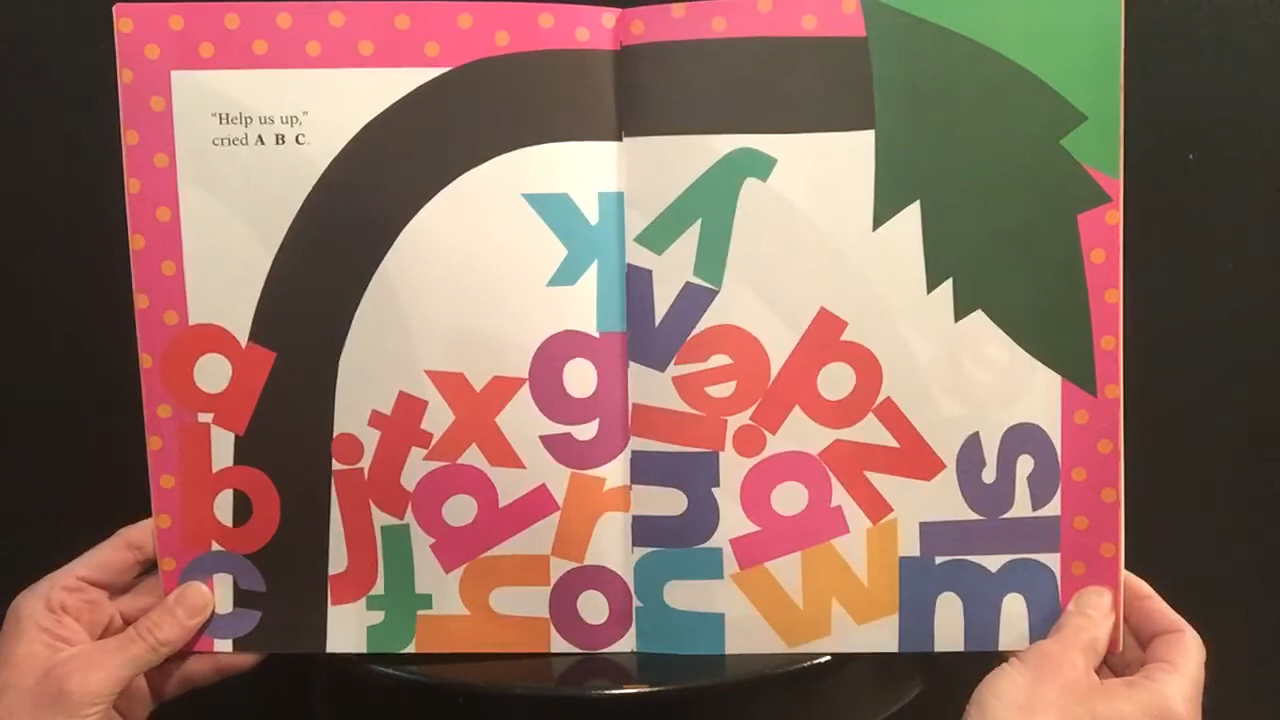 “Help us up,”
cried A B C.
k y
v
a g e d
x l i z
j t s
b d r n q
l
c f h o u w m